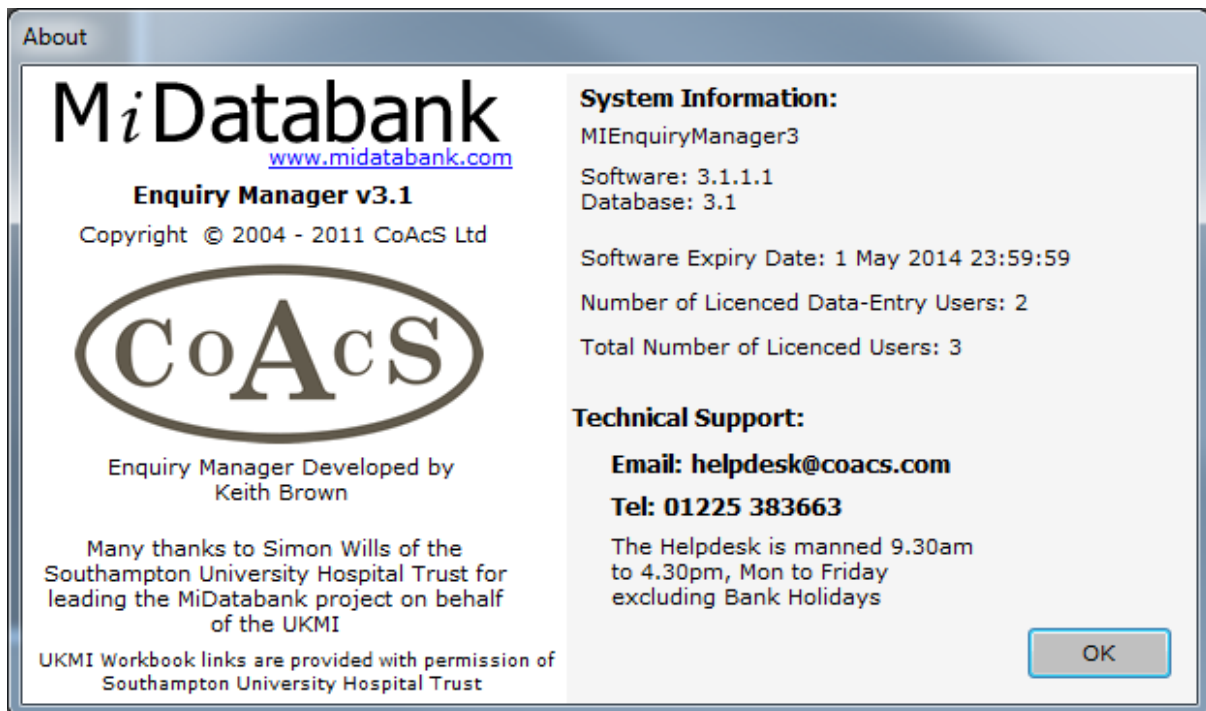 About
MiDatabank
www.midatabank.com
Enquiry Manager v3.1
Copyright © 2004 - 2011 CoAcS Ltd
CoAcS
Enquiry Manager Developed by
Keith Brown
Many thanks to Simon Wills of the
Southampton University Hospital Trust for
leading the MiDatabank project on behalf
of the UKMI
UKMI Workbook links are provided with permission of
Southampton University Hospital Trust
System Information:
MIEnquiryManager3
Software: 3.1.1.1
Database: 3.1
Software Expiry Date: 1 May 2014 23:59:59
Number of Licenced Data-Entry Users: 2
Total Number of Licenced Users: 3
Technical Support:
Email: helpdesk@coacs.com
Tel: 01225 383663
The Helpdesk is manned 9.30am
to 4.30pm, Mon to Friday
excluding Bank Holidays
OK